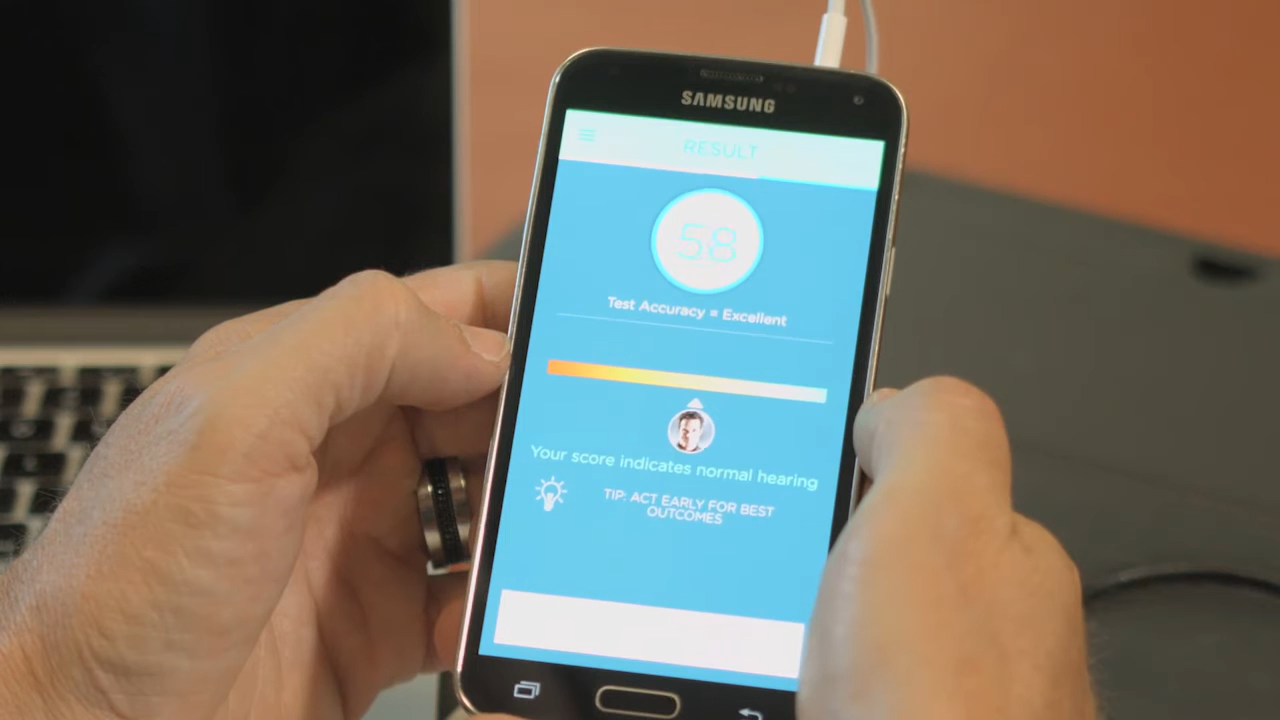 SAMSUNG
RESULT
58
Test Accuracy = Excellent
Your score indicates normal hearing
TIP: ACT EARLY FOR BEST
OUTCOMES